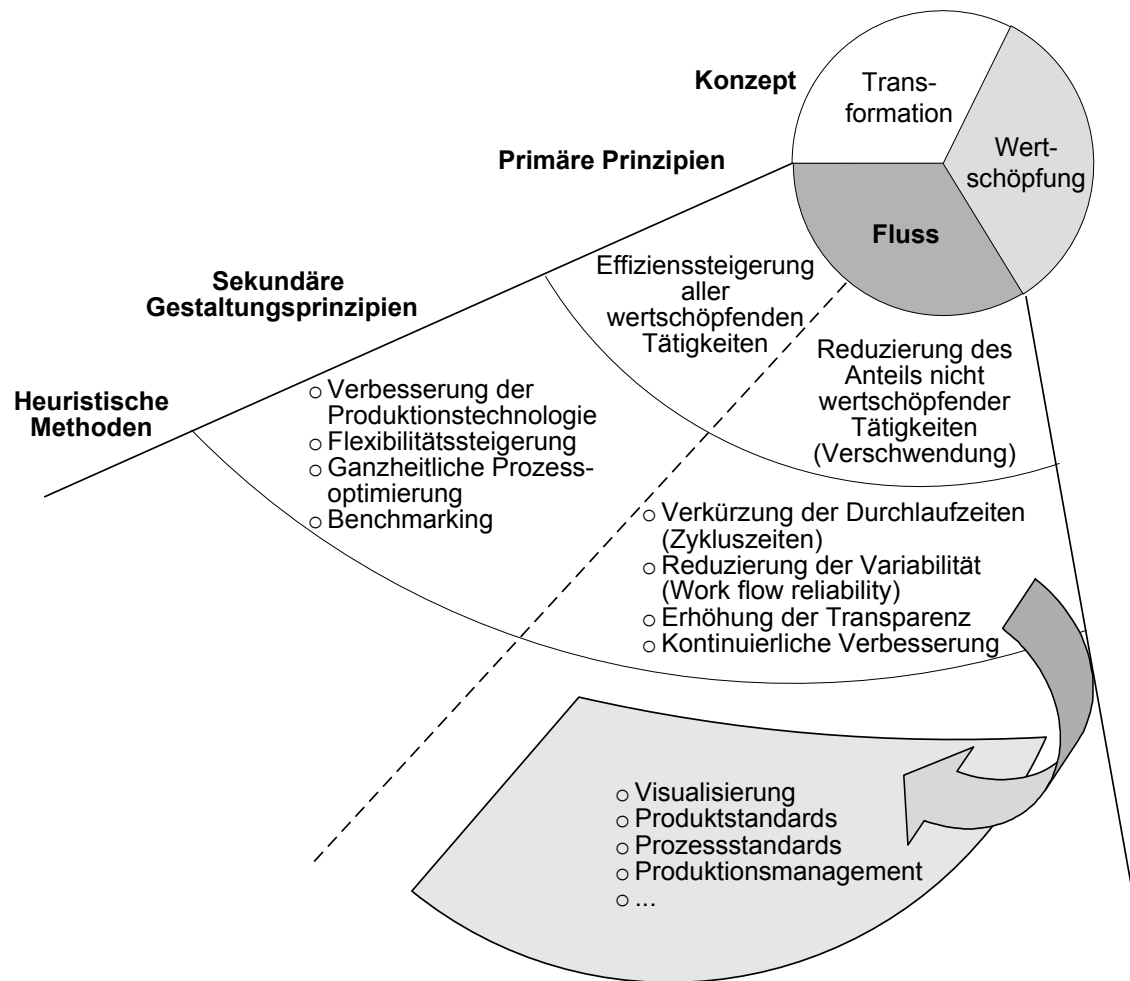 Konzept
Trans-
formation
Wert-
schöpfung
Fluss
Primäre Prinzipien
Effizienssteigerung
aller
wertschöpfenden
Tätigkeiten
Reduzierung des
Anteils nicht
wertschöpfender
Tätigkeiten
(Verschwendung)
Sekundäre
Gestaltungsprinzipien
○ Verbesserung der
Produktionstechnologie
○ Flexibilitätssteigerung
○ Ganzheitliche Prozess-
optimierung
○ Benchmarking
○ Verkürzung der Durchlaufzeiten
(Zykluszeiten)
○ Reduzierung der Variabilität
(Work flow reliability)
○ Erhöhung der Transparenz
○ Kontinuierliche Verbesserung
Heuristische
Methoden
○ Visualisierung
○ Produktstandards
○ Prozessstandards
○ Produktionsmanagement
○ ...